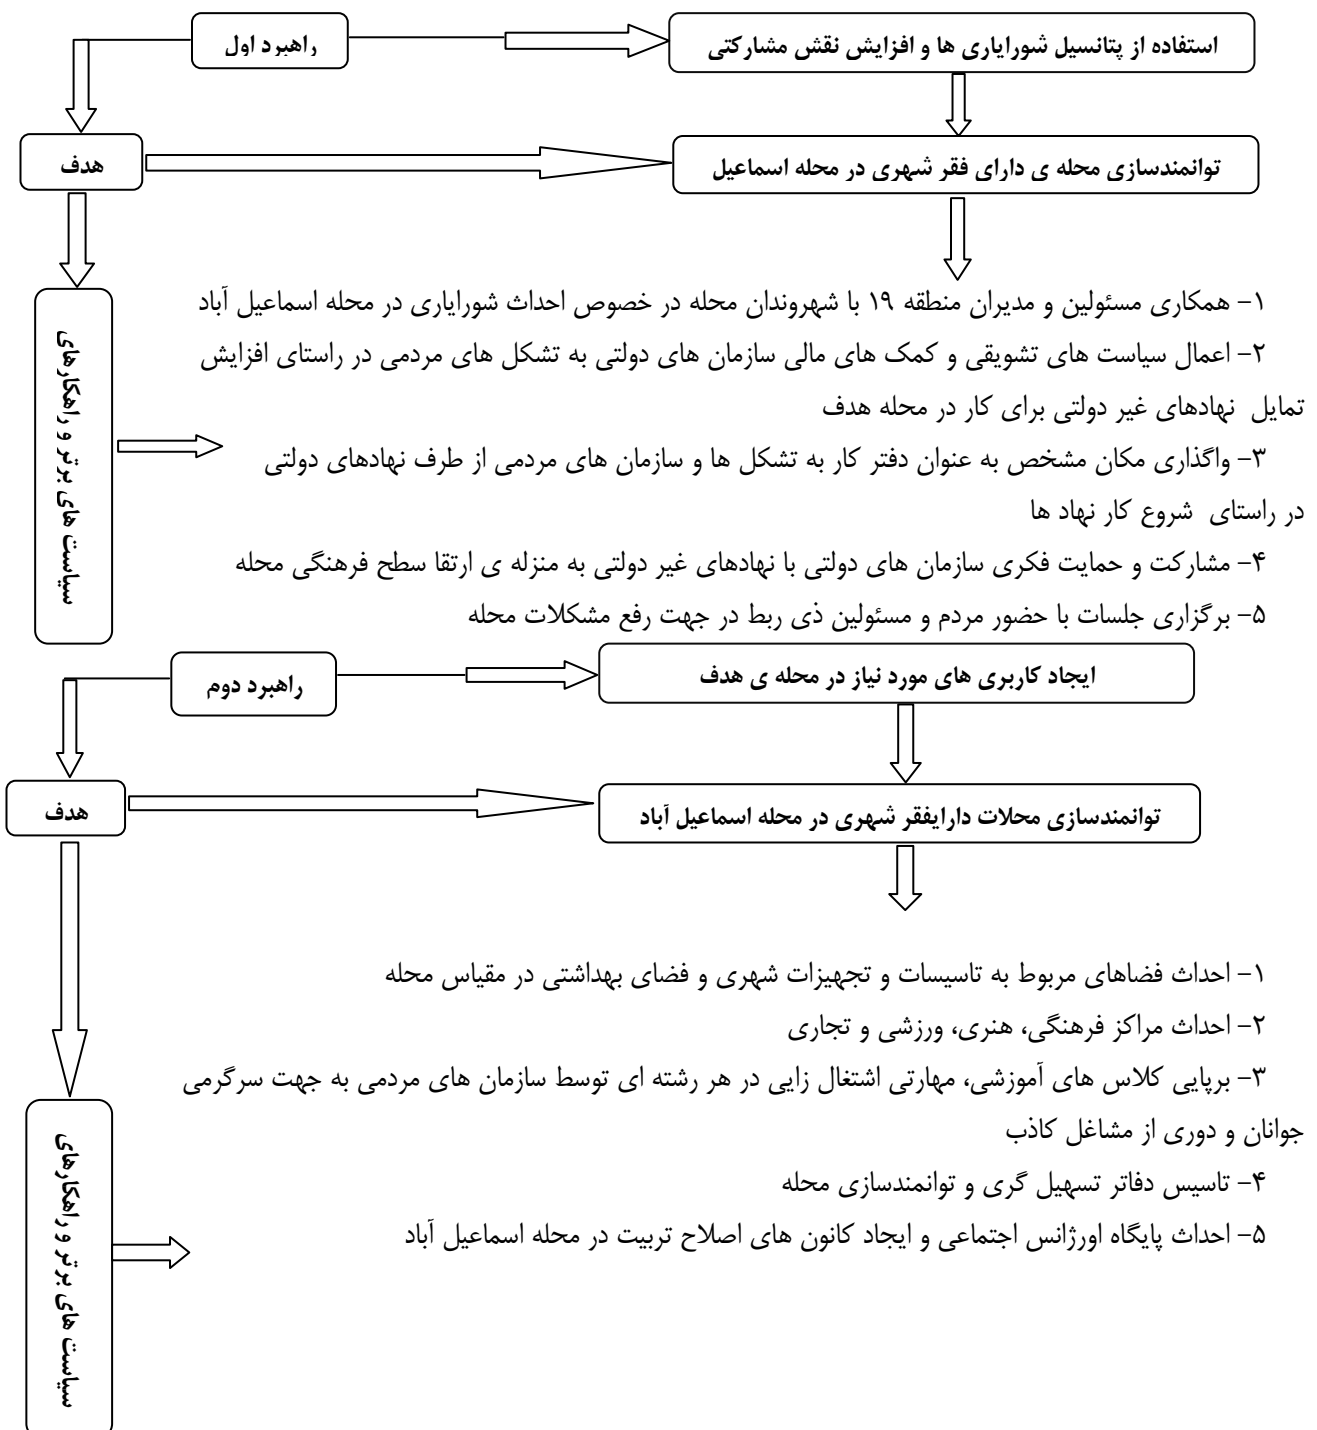 راهبرد اول
استفاده از پتانسیل شورایاری ها و افزایش نقش مشارکتی
هدف
توانمندسازی محله ی دارای فقر شهری در محله اسماعیل
سیاست های برتر و راهکارهای
۱- همکاری مسئولین و مدیران منطقه ۱۹ با شهروندان محله در خصوص احداث شورایاری در محله اسماعیل آباد
۲- اعمال سیاست های تشویقی و کمک های مالی سازمان های دولتی به تشکل های مردمی در راستای افزایش
تمایل نهادهای غیر دولتی برای کار در محله هدف
۳- واگذاری مکان مشخص به عنوان دفتر کار به تشکل ها و سازمان های مردمی از طرف نهادهای دولتی
در راستای شروع کار نهاد ها
۴- مشارکت و حمایت فکری سازمان های دولتی با نهادهای غیر دولتی به منزله ی ارتقا سطح فرهنگی محله
۵- برگزاری جلسات با حضور مردم و مسئولین ذی ربط در جهت رفع مشکلات محله
راهبرد دوم
ایجاد کاربری های مورد نیاز در محله ی هدف
هدف
توانمندسازی محلات دارایفقر شهری در محله اسماعیل آباد
سیاست های برتر و راهکارهای
۱- احداث فضاهای مربوط به تاسیسات و تجهیزات شهری و فضای بهداشتی در مقیاس محله
۲- احداث مراکز فرهنگی، هنری، ورزشی و تجاری
۳- برپایی کلاس های آموزشی، مهارتی اشتغال زایی در هر رشته ای توسط سازمان های مردمی به جهت سرگرمی
جوانان و دوری از مشاغل کاذب
۴- تاسیس دفاتر تسهیل گری و توانمندسازی محله
۵- احداث پایگاه اورژانس اجتماعی و ایجاد کانون های اصلاح تربیت در محله اسماعیل آباد